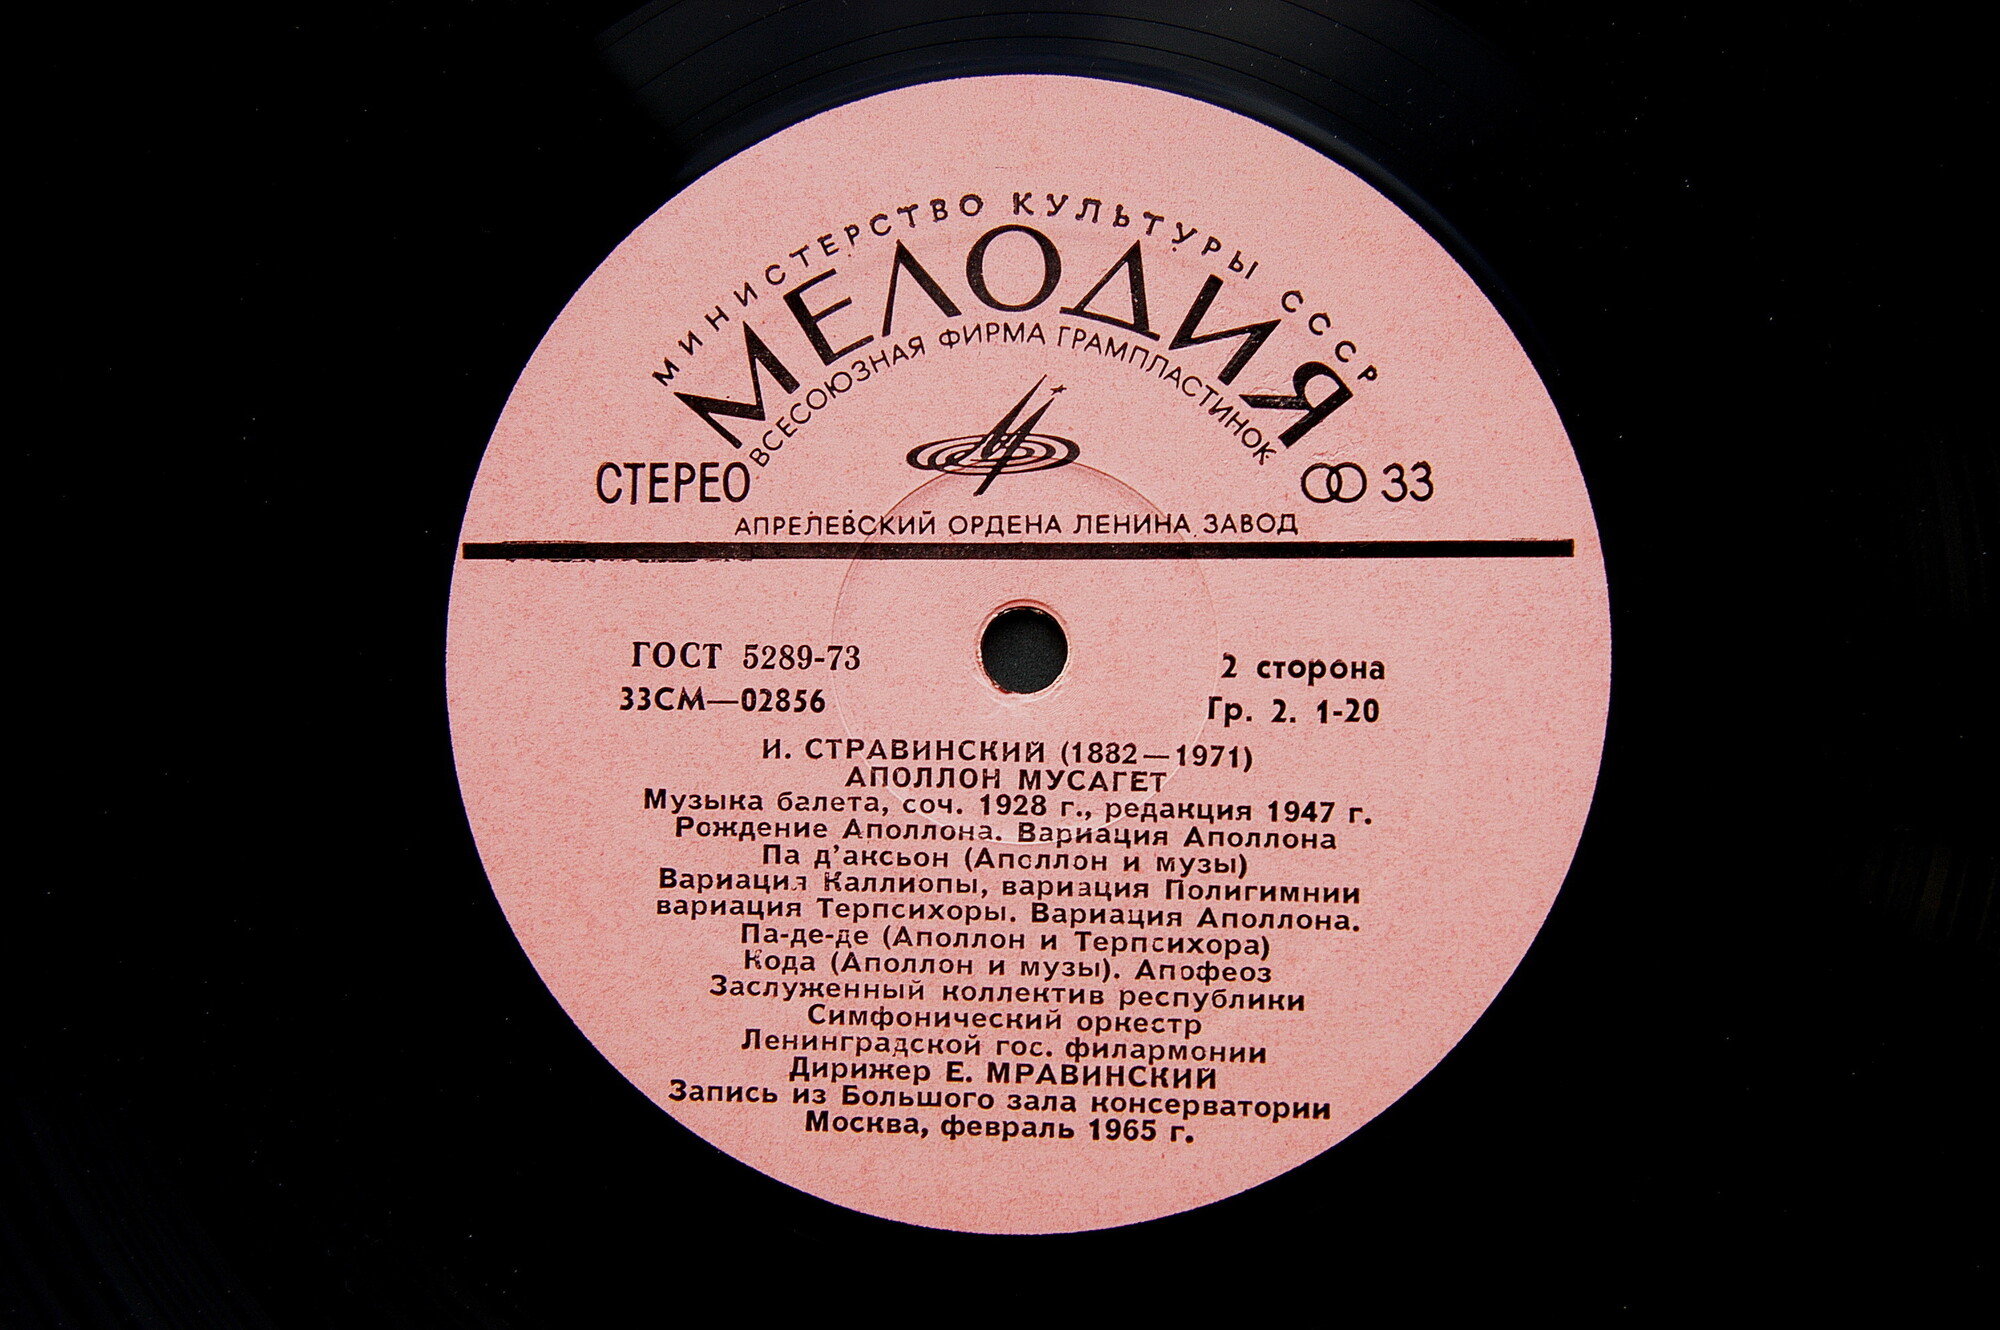 МИНИСТЕРСТВО КУЛЬТУРЫ СССР
МЕЛОДИЯ
ВСЕСОЮЗНАЯ ФИРМА ГРАМПЛАСТИНОК
СТЕРЕО
33
АПРЕЛЕВСКИЙ ОРДЕНА ЛЕНИНА ЗАВОД
ГОСТ 5289-73
33СМ—02856
2 сторона
Гр. 2. 1-20
И. СТРАВИНСКИЙ (1882—1971)
АПОЛЛОН МУСАГЕТ
Музыка балета, соч. 1928 г., редакция 1947 г.
Рождение Аполлона. Вариация Аполлона
Па д’аксьон (Аполлон и музы)
Вариация Каллиопы, вариация Полигимнии
вариация Терпсихоры. Вариация Аполлона.
Па-де-де (Аполлон и Терпсихора)
Кода (Аполлон и музы). Апофеоз
Заслуженный коллектив республики
Симфонический оркестр
Ленинградской гос. филармонии
Дирижер Е. МРАВИНСКИЙ
Запись из Большого зала консерватории
Москва, февраль 1965 г.